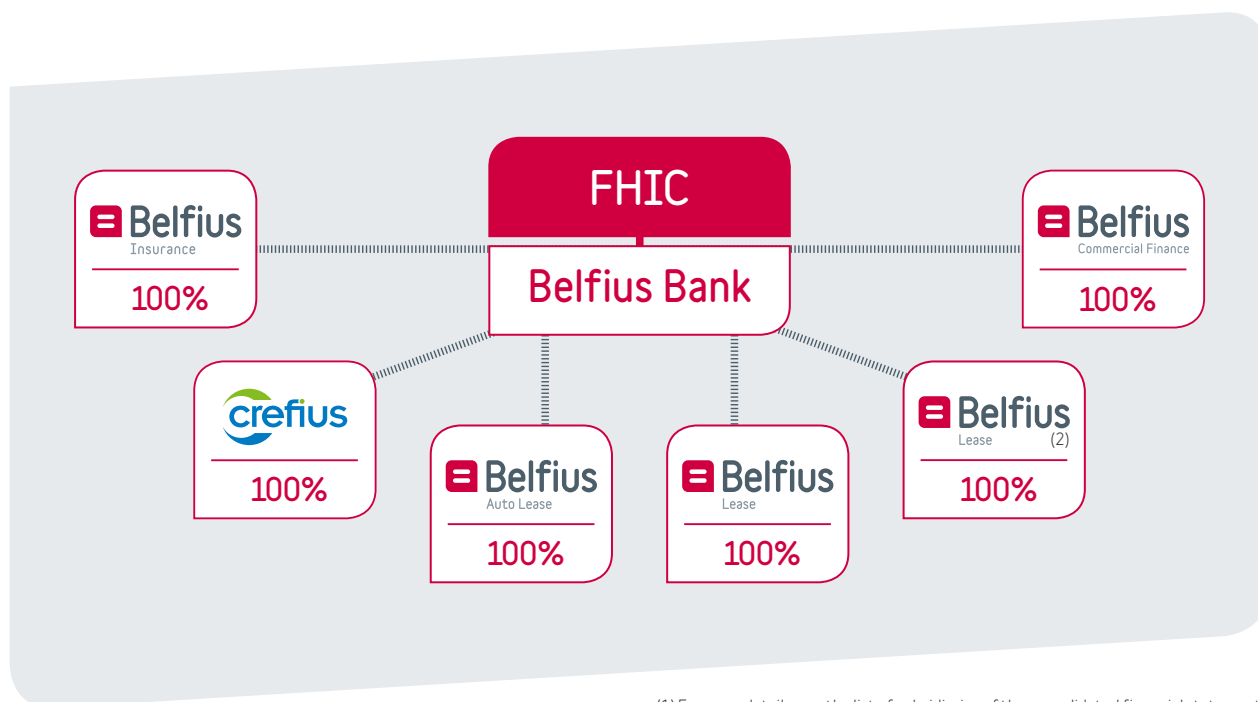 FHIC
Belfius Bank
Belfius
Insurance
100%
Belfius
Commercial Finance
100%
crefius
100%
Belfius
Auto Lease
100%
Belfius
Lease
100%
Belfius
Lease (2)
100%